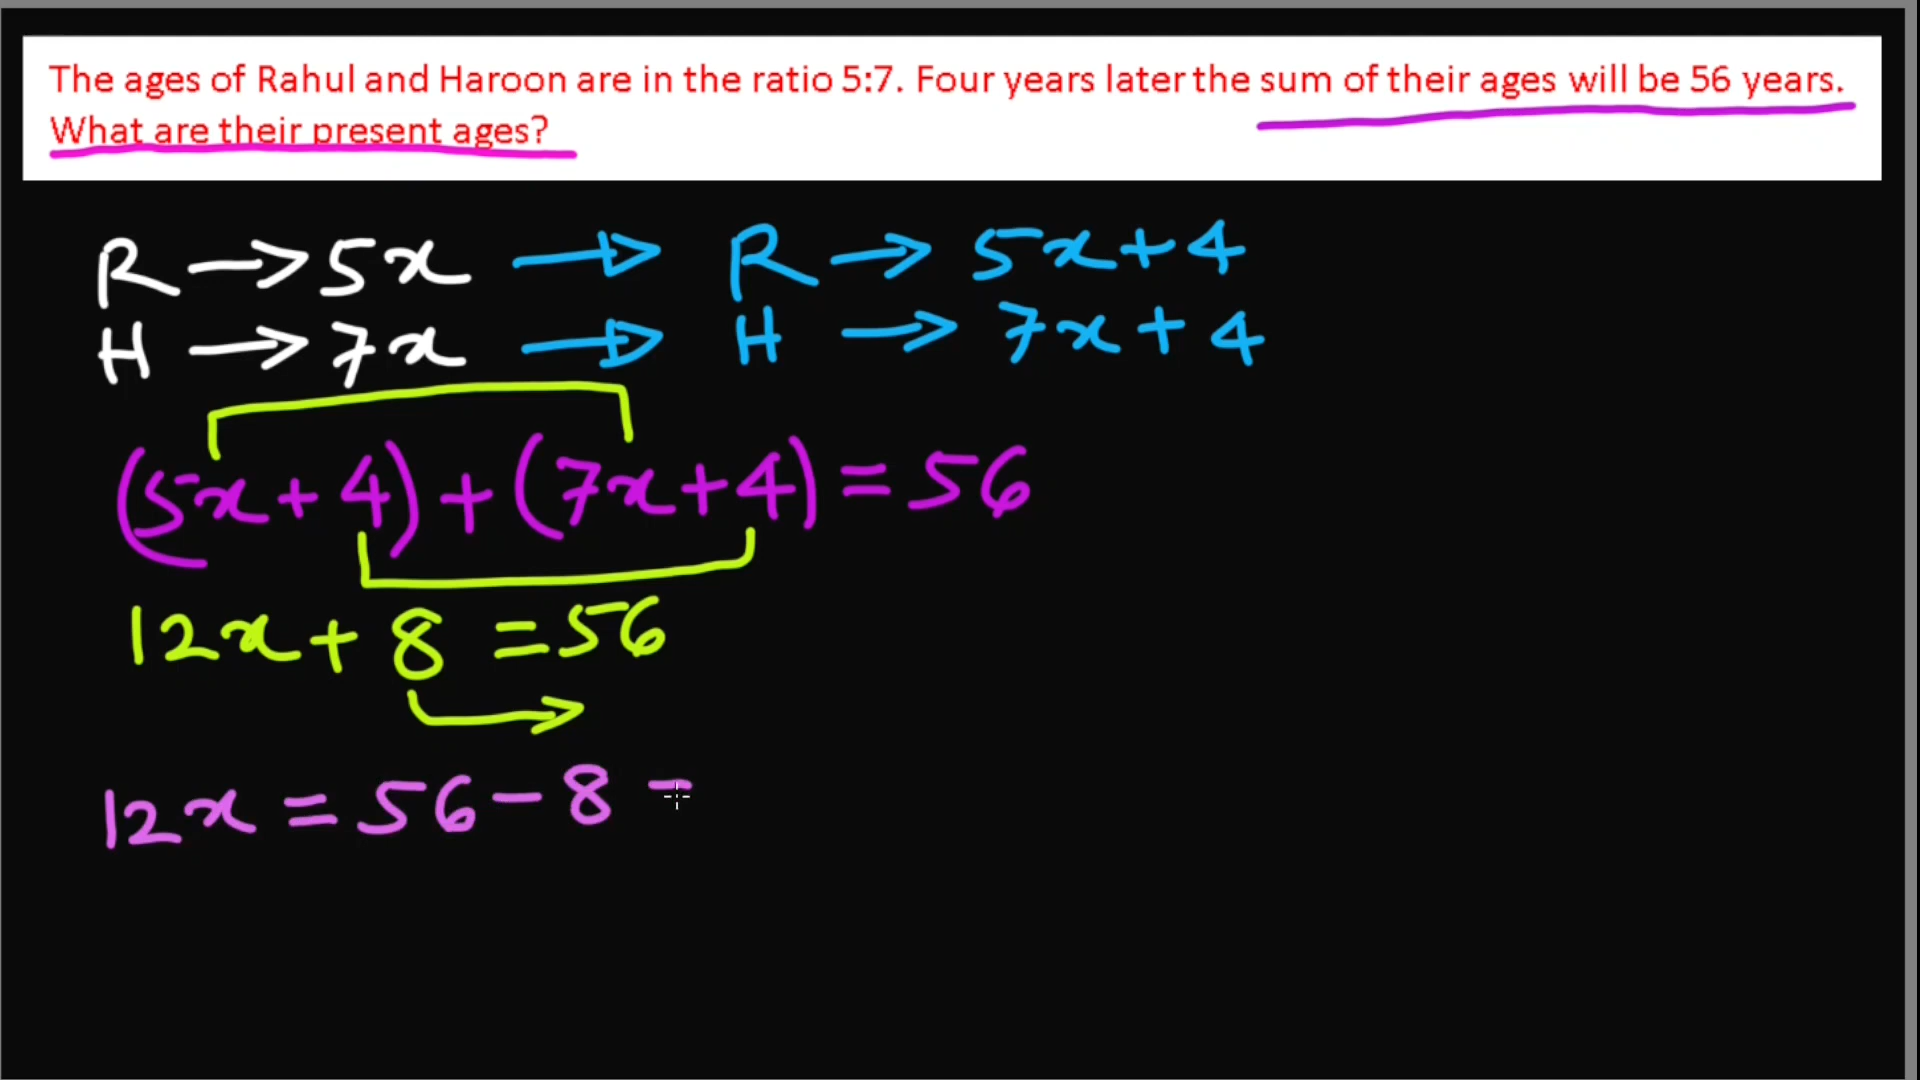 The ages of Rahul and Haroon are in the ratio 5:7. Four years later the sum of their ages will be 56 years.
What are their present ages?
R → 5x → R → 5x+4
H → 7x → H → 7x+4
(5x+4)+(7x+4)=56
12x+8=56
12x=56-8